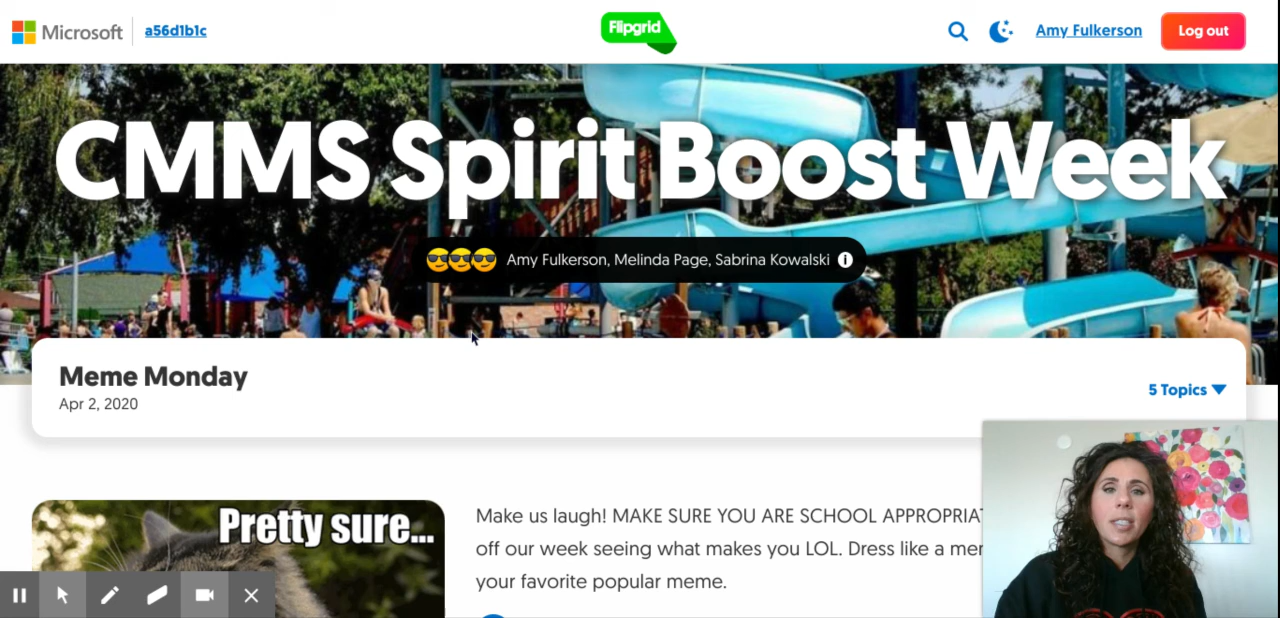 Microsoft a56d1b1c Flipgrid Amy Fulkerson Log out
CMMS Spirit Boost Week
Amy Fulkerson, Melinda Page, Sabrina Kowalski
Meme Monday
Apr 2, 2020
5 Topics
Pretty sure...
Make us laugh! MAKE SURE YOU ARE SCHOOL APPROPRIAT
off our week seeing what makes you LOL. Dress like a mer
your favorite popular meme.